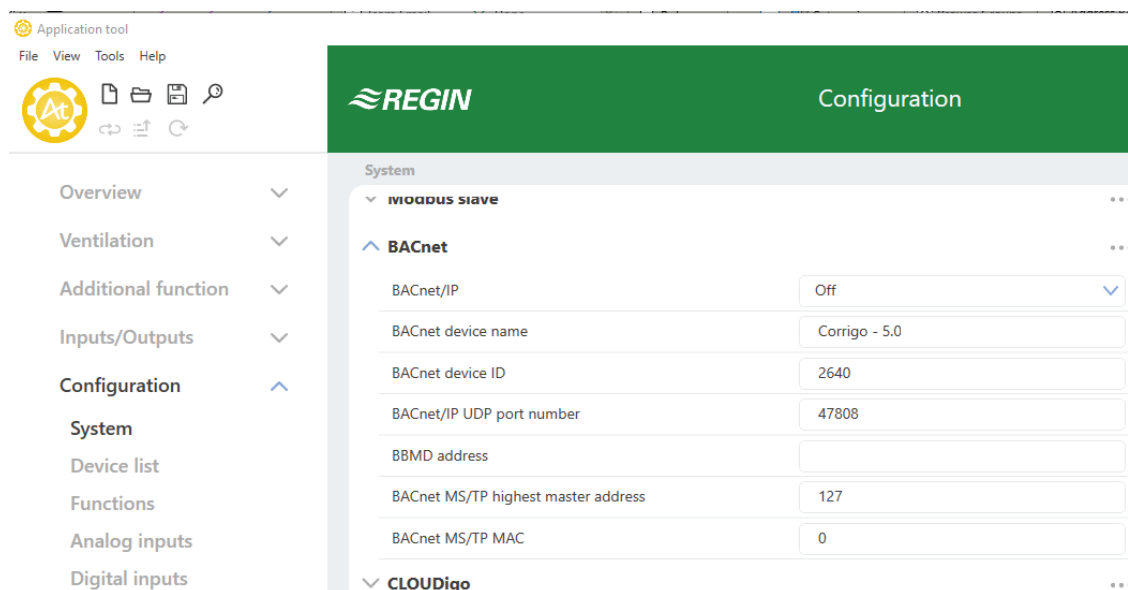 Application tool
File View Tools Help
At
REGIN
Configuration
System
Overview
Ventilation
Additional function
Inputs/Outputs
Configuration
System
Device list
Functions
Analog inputs
Digital inputs
Modbus slave
BACnet
BACnet/IP Off
BACnet device name Corrigo - 5.0
BACnet device ID 2640
BACnet/IP UDP port number 47808
BBMD address
BACnet MS/TP highest master address 127
BACnet MS/TP MAC 0
CLOUDigo